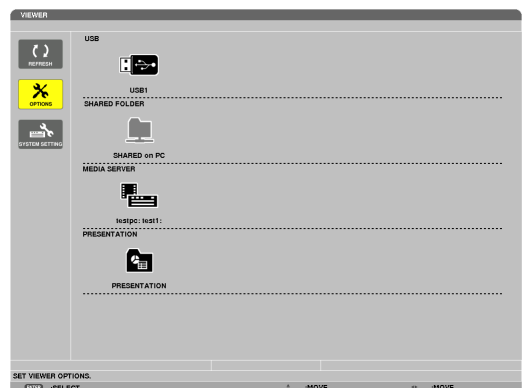 VIEWER
USB
REFRESH
USB1
OPTIONS
SHARED FOLDER
SYSTEM SETTING
SHARED on PC
MEDIA SERVER
testpc: test1:
PRESENTATION
PRESENTATION
SET VIEWER OPTIONS.
ENTER :SELECT :MOVE :MOVE